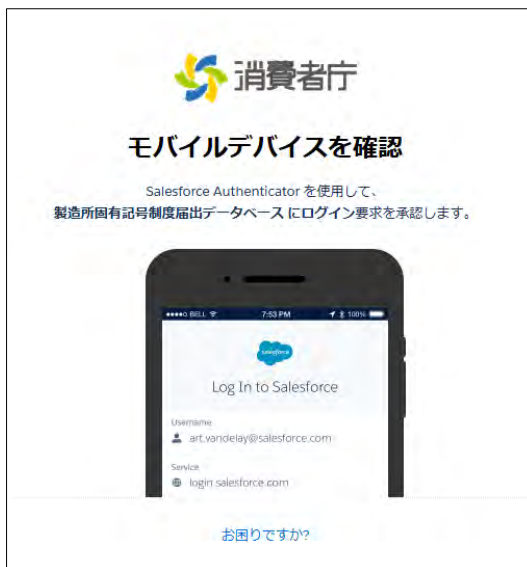 消費者庁
モバイルデバイスを確認
Salesforce Authenticator を使用して、
製造所固有記号制度届出データベース にログイン要求を承認します。
BELL 7:53 PM 100%
salesforce
Log In to Salesforce
Username
art.vandelay@salesforce.com
Service
login.salesforce.com
お困りですか?